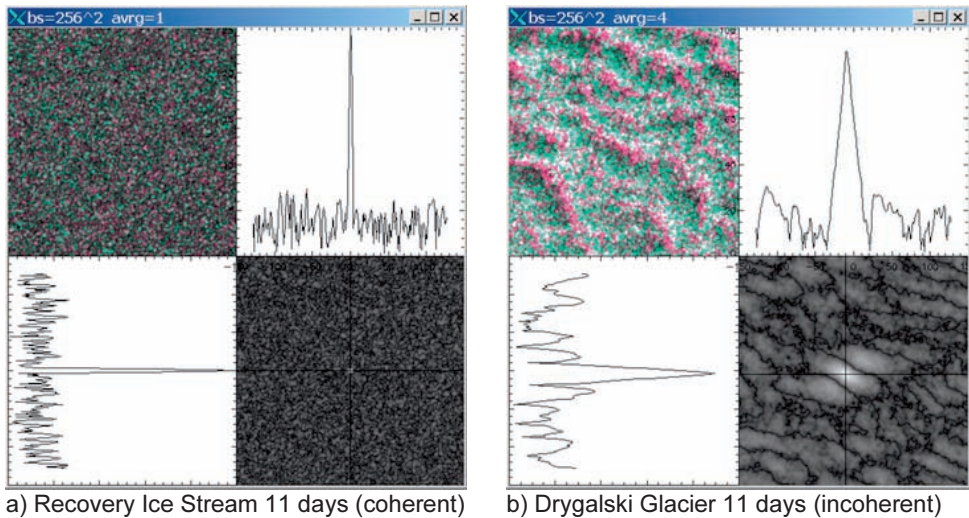 bs=256^2 avrg=1
bs=256^2 avrg=4
a) Recovery Ice Stream 11 days (coherent)
b) Drygalski Glacier 11 days (incoherent)